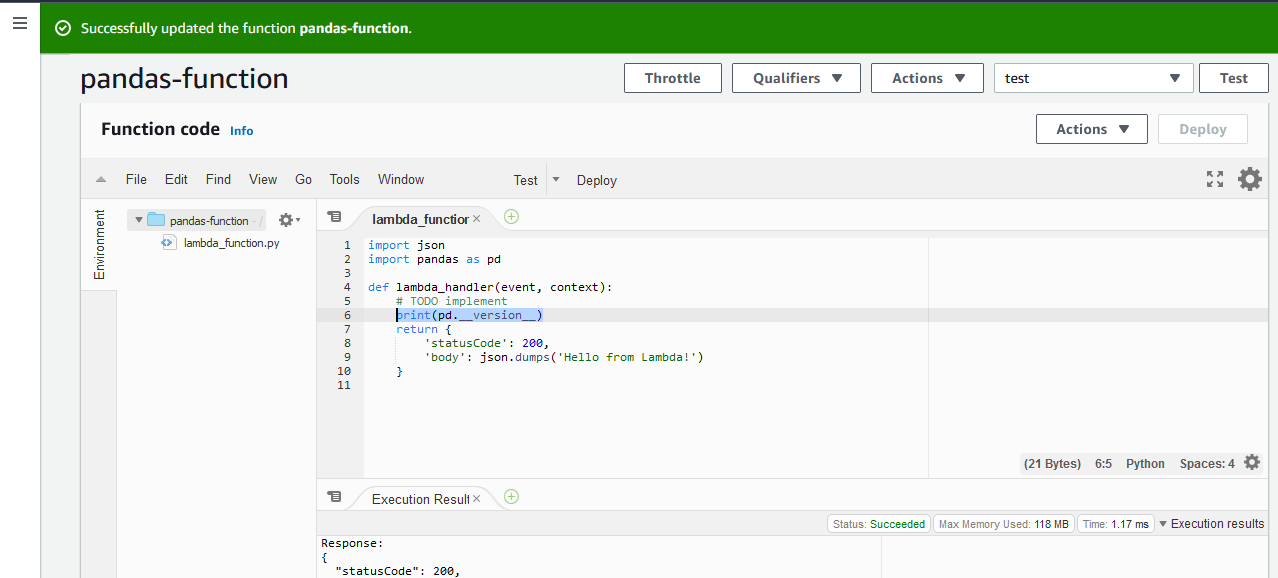 Successfully updated the function pandas-function.
pandas-function
Throttle
Qualifiers
Actions
test
Test
Function code Info
Actions
Deploy
File Edit Find View Go Tools Window Test Deploy
Environment
pandas-function - /
lambda_function.py
lambda_function
1 import json
2 import pandas as pd
3
4 def lambda_handler(event, context):
5 # TODO implement
6 print(pd.__version__)
7 return {
8 'statusCode': 200,
9 'body': json.dumps('Hello from Lambda!')
10 }
11
(21 Bytes) 6:5 Python Spaces: 4
Execution Result
Status: Succeeded Max Memory Used: 118 MB Time: 1.17 ms Execution results
Response:
{
"statusCode": 200,